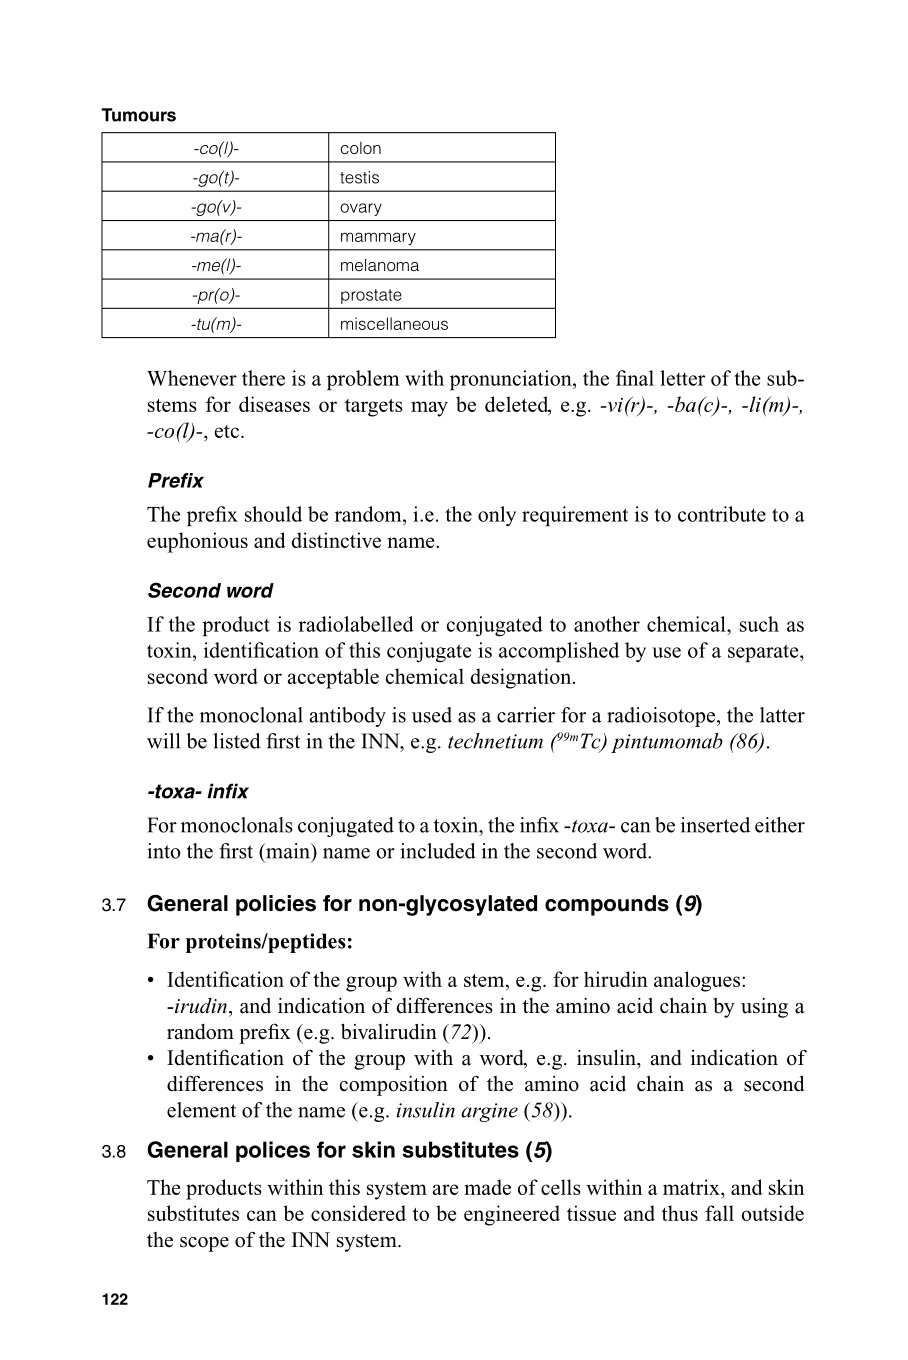 Tumours
-co(l)- colon
-go(t)- testis
-go(v)- ovary
-ma(r)- mammary
-me(l)- melanoma
-pr(o)- prostate
-tu(m)- miscellaneous
Whenever there is a problem with pronunciation, the final letter of the sub-
stems for diseases or targets may be deleted, e.g. -vi(r)-, -ba(c)-, -li(m)-,
-co(l)-, etc.
Prefix
The prefix should be random, i.e. the only requirement is to contribute to a
euphonious and distinctive name.
Second word
If the product is radiolabelled or conjugated to another chemical, such as
toxin, identification of this conjugate is accomplished by use of a separate,
second word or acceptable chemical designation.
If the monoclonal antibody is used as a carrier for a radioisotope, the latter
will be listed first in the INN, e.g. technetium (⁹⁹ᵐTc) pintumomab (86).
-toxa- infix
For monoclonals conjugated to a toxin, the infix -toxa- can be inserted either
into the first (main) name or included in the second word.
3.7 General policies for non-glycosylated compounds (9)
For proteins/peptides:
• Identification of the group with a stem, e.g. for hirudin analogues:
-irudin, and indication of differences in the amino acid chain by using a
random prefix (e.g. bivalirudin (72)).
• Identification of the group with a word, e.g. insulin, and indication of
differences in the composition of the amino acid chain as a second
element of the name (e.g. insulin argine (58)).
3.8 General polices for skin substitutes (5)
The products within this system are made of cells within a matrix, and skin
substitutes can be considered to be engineered tissue and thus fall outside
the scope of the INN system.
122